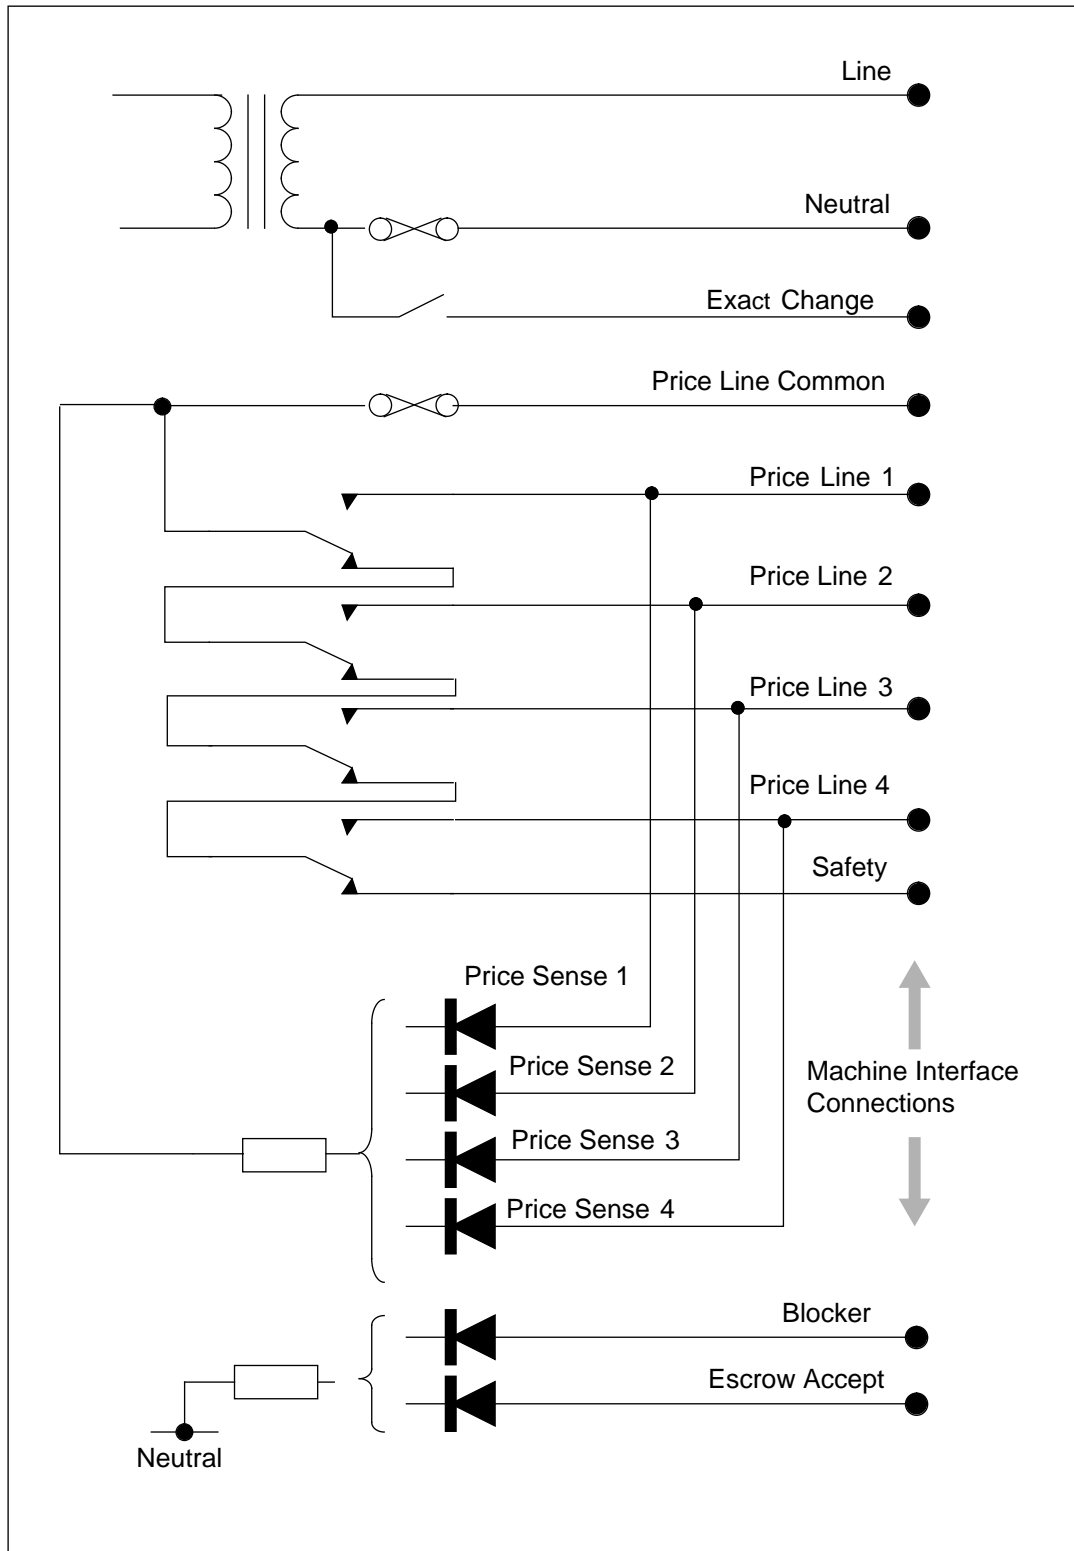 Line
Neutral
Exact Change
Price Line Common
Price Line 1
Price Line 2
Price Line 3
Price Line 4
Safety
Price Sense 1
Price Sense 2
Machine Interface
Connections
Price Sense 3
Price Sense 4
Blocker
Escrow Accept
Neutral